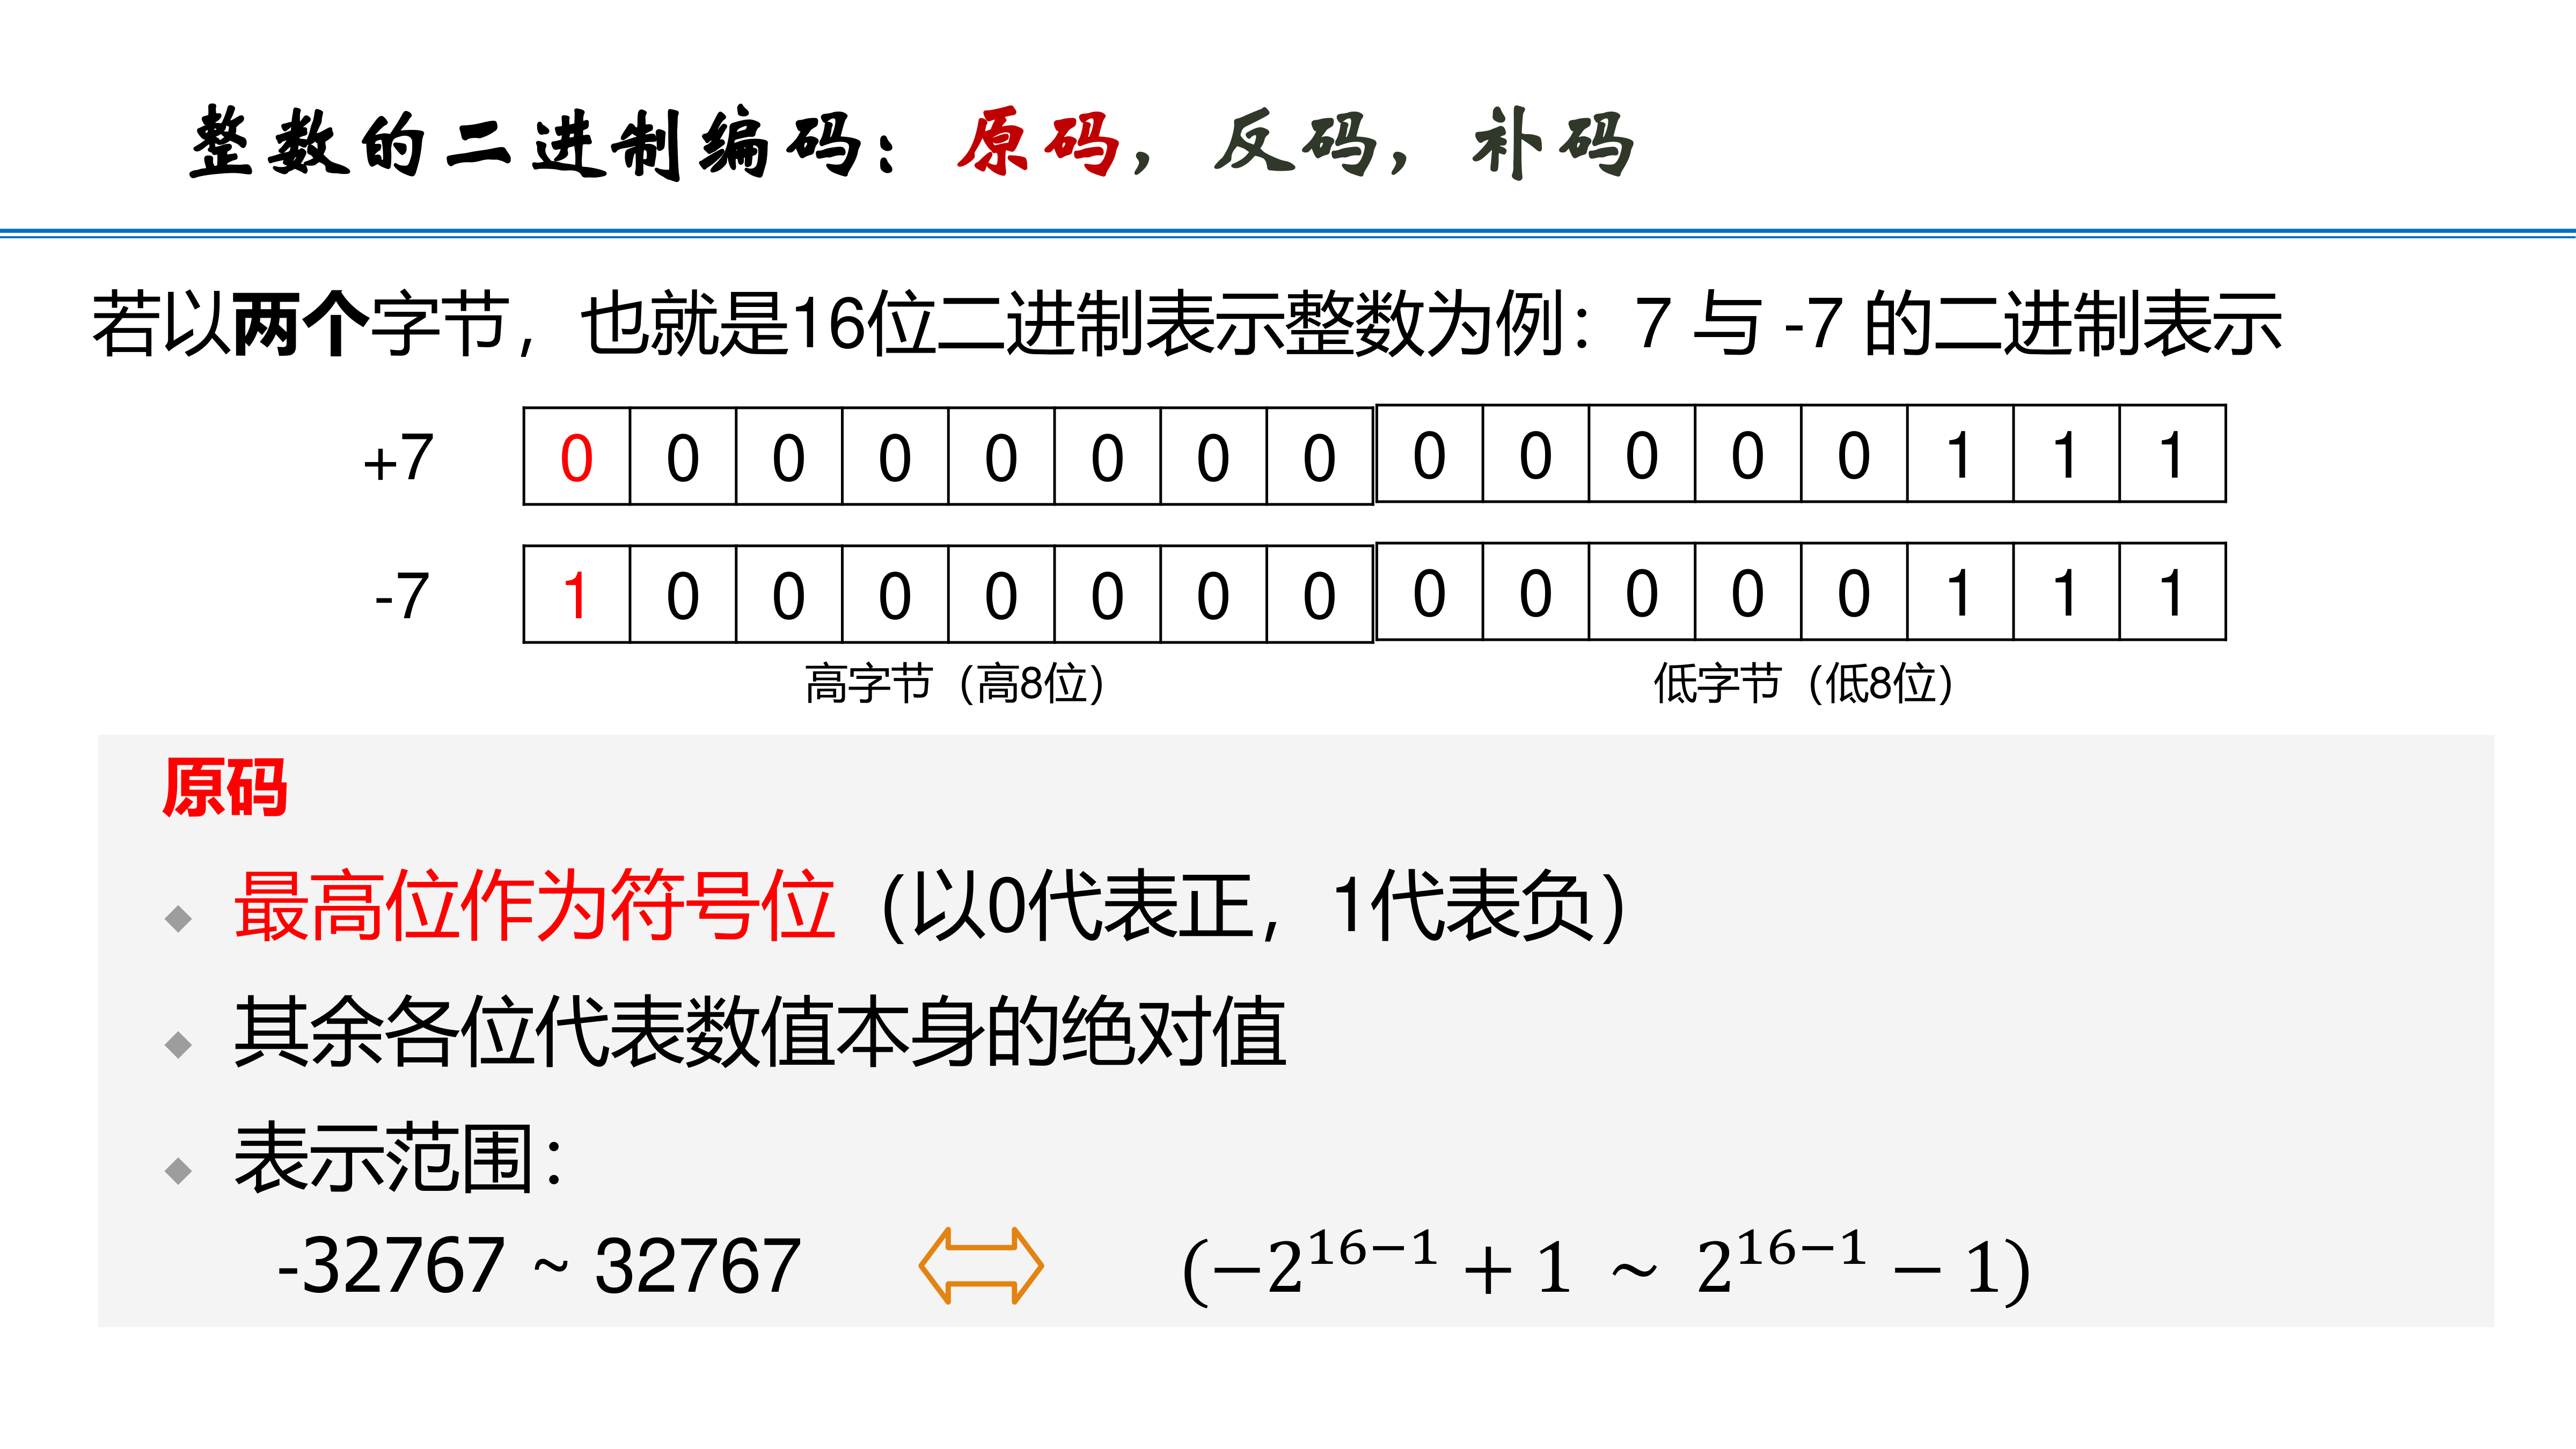 整数的二进制编码：原码，反码，补码
若以两个字节，也就是16位二进制表示整数为例：7 与 -7 的二进制表示
+7 0 0 0 0 0 0 0 0 0 0 0 0 0 1 1 1
-7 1 0 0 0 0 0 0 0 0 0 0 0 0 1 1 1
高字节（高8位） 低字节（低8位）
原码
◆ 最高位作为符号位（以0代表正，1代表负）
◆ 其余各位代表数值本身的绝对值
◆ 表示范围：
-32767 ~ 32767 (−2^{16−1} + 1 ~ 2^{16−1} − 1)